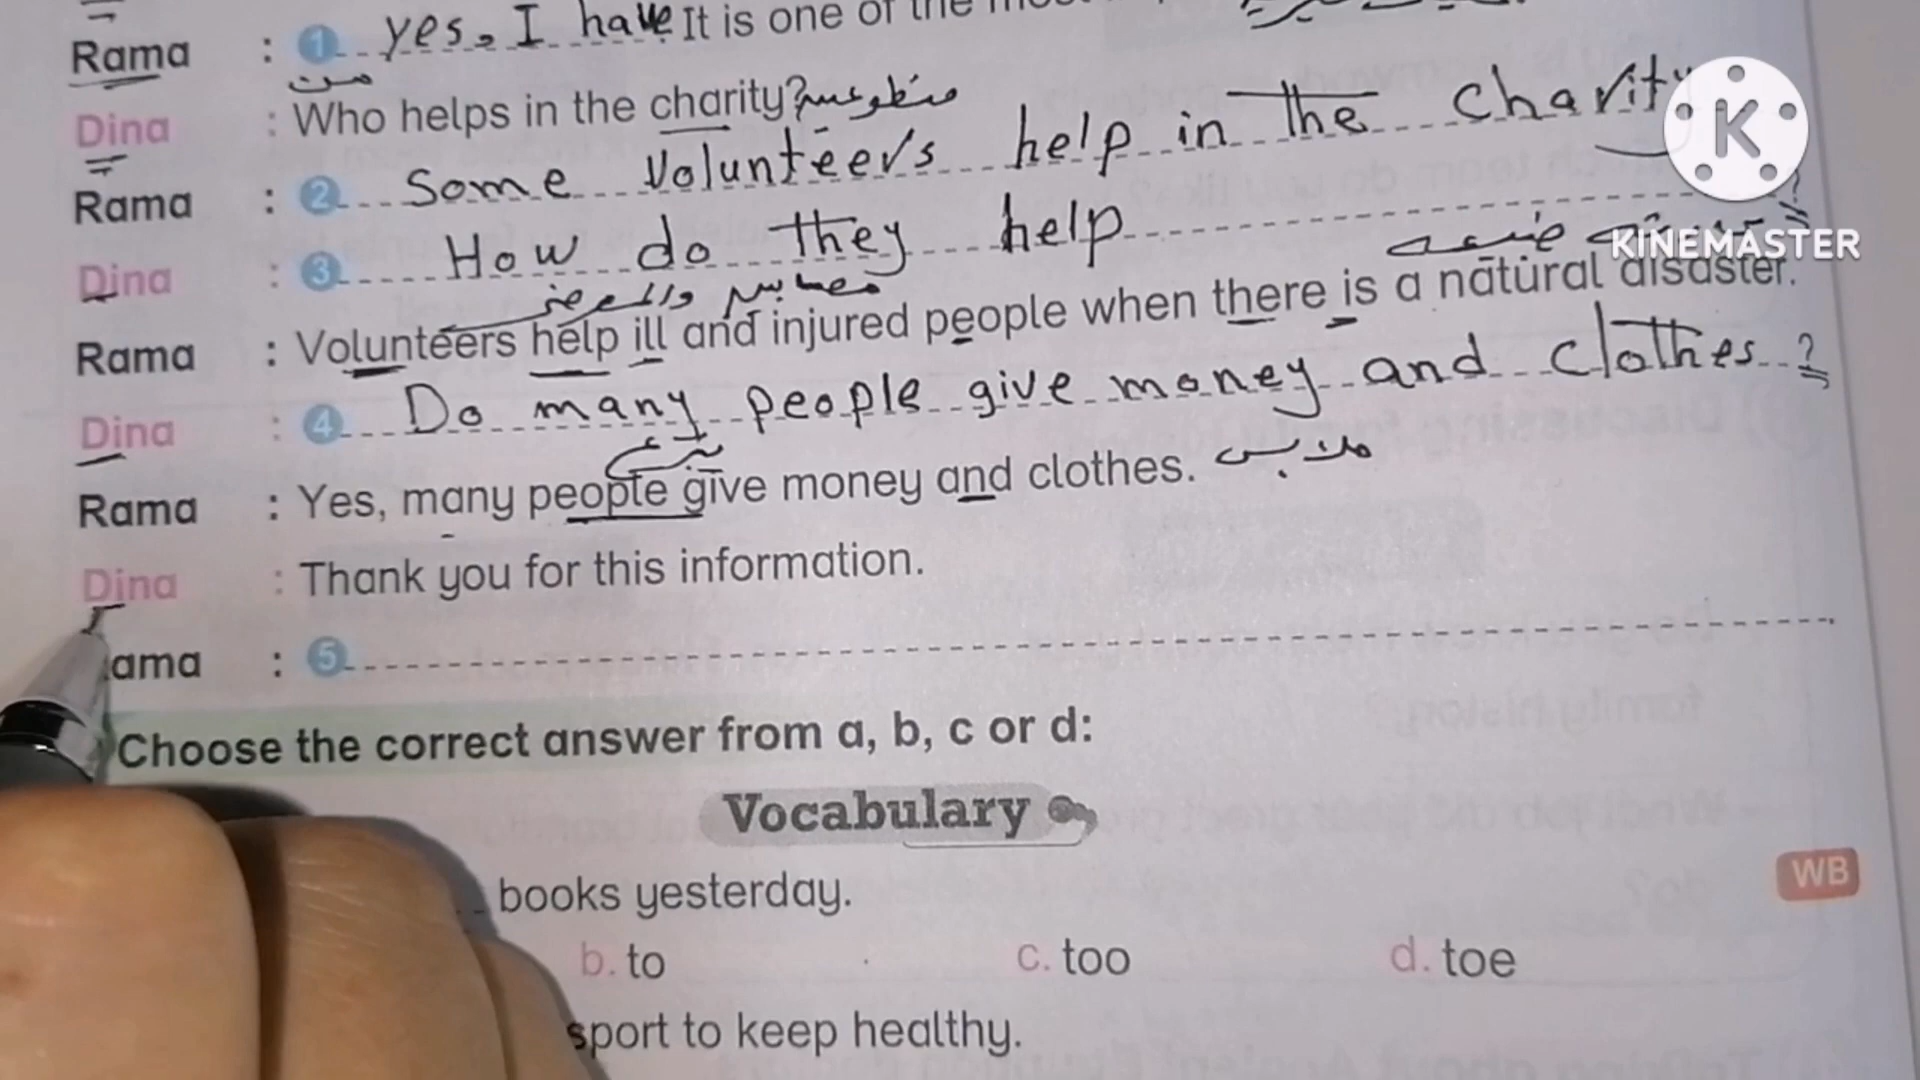 Rama : 1 yes, I have It is one of the
من
Dina : Who helps in the charity? متطوعين
Rama : 2 Some volunteers help in the charity
Dina : 3 How do they help ?
Rama : Volunteers help ill and injured people when there is a natural disaster.
Dina : 4 Do many people give money and clothes ?
Rama : Yes, many people give money and clothes. ملابس
Dina : Thank you for this information.
ama : 5
Choose the correct answer from a, b, c or d:
Vocabulary
books yesterday.
WB
b. to c. too d. toe
sport to keep healthy.
K
KINEMASTER